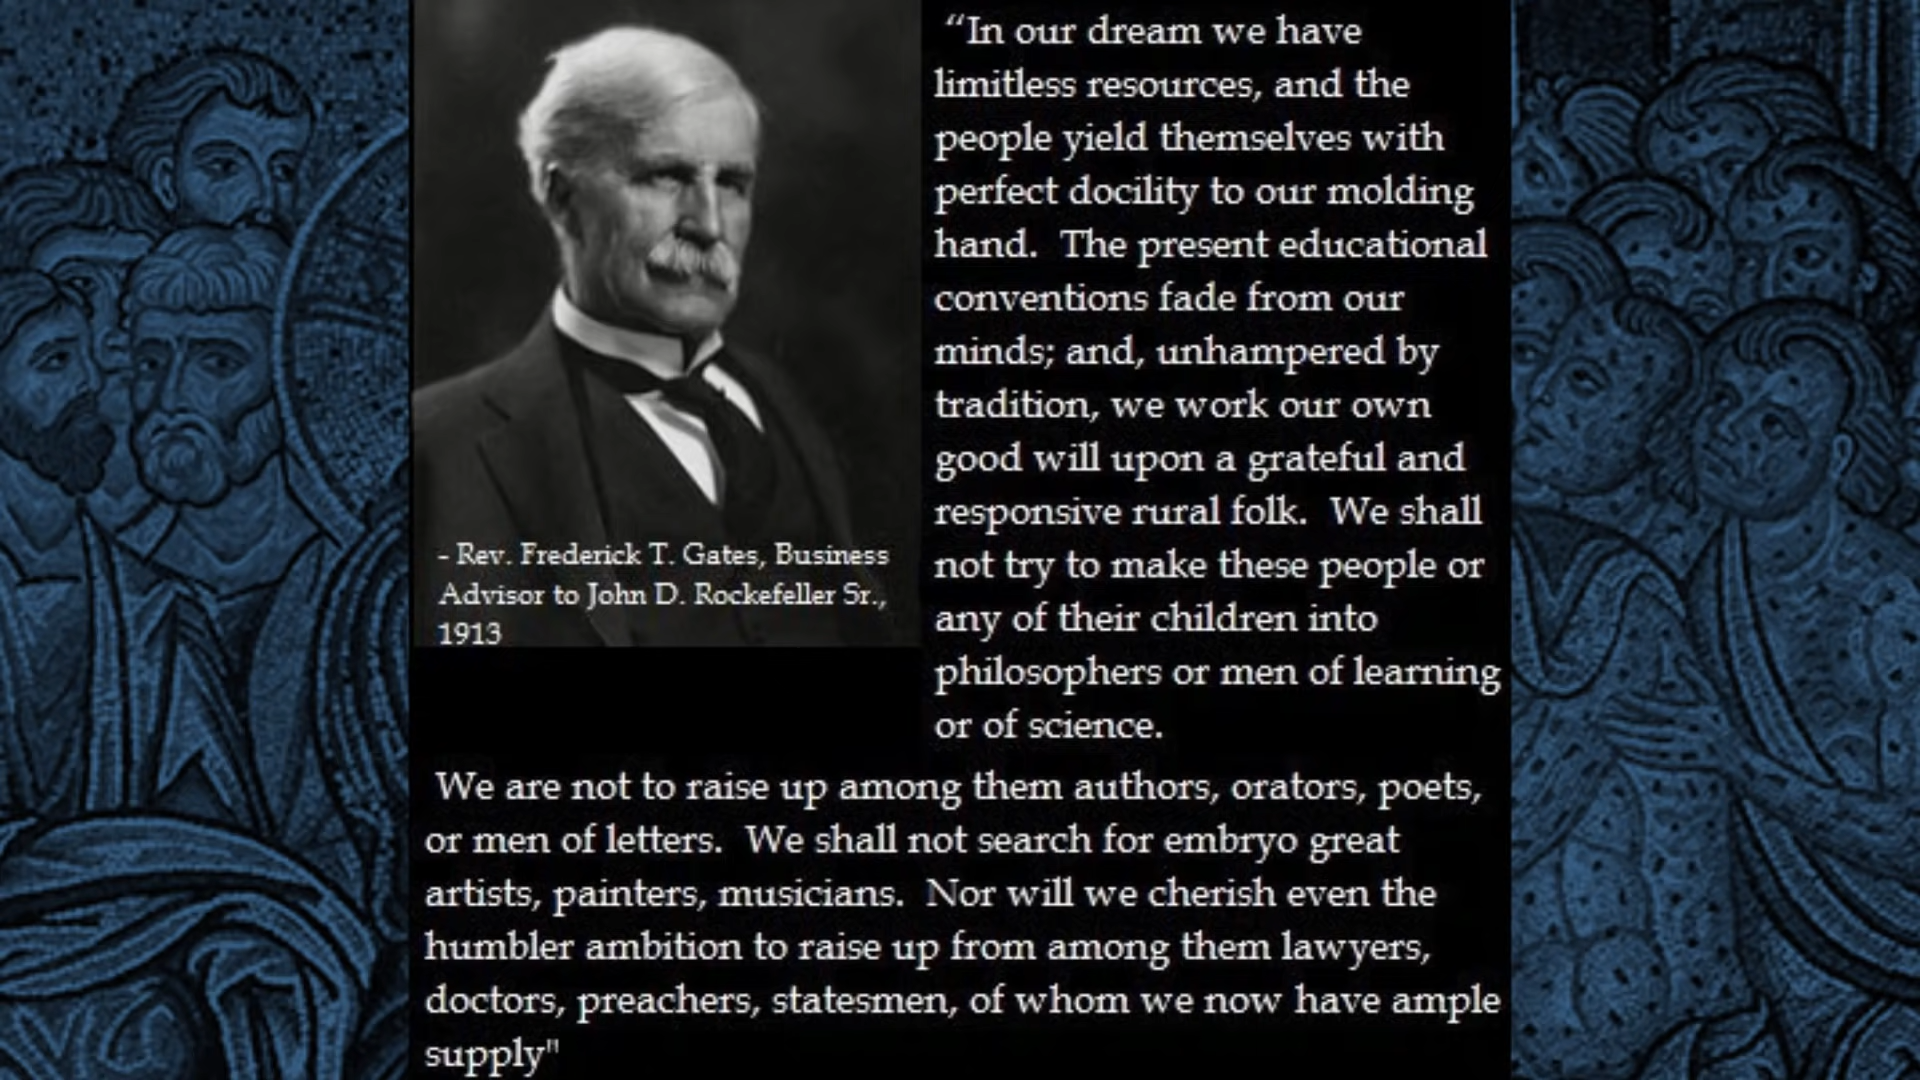 “In our dream we have
limitless resources, and the
people yield themselves with
perfect docility to our molding
hand.  The present educational
conventions fade from our
minds; and, unhampered by
tradition, we work our own
good will upon a grateful and
responsive rural folk.  We shall
not try to make these people or
any of their children into
philosophers or men of learning
or of science.
- Rev. Frederick T. Gates, Business
Advisor to John D. Rockefeller Sr.,
1913
We are not to raise up among them authors, orators, poets,
or men of letters.  We shall not search for embryo great
artists, painters, musicians.  Nor will we cherish even the
humbler ambition to raise up from among them lawyers,
doctors, preachers, statesmen, of whom we now have ample
supply"